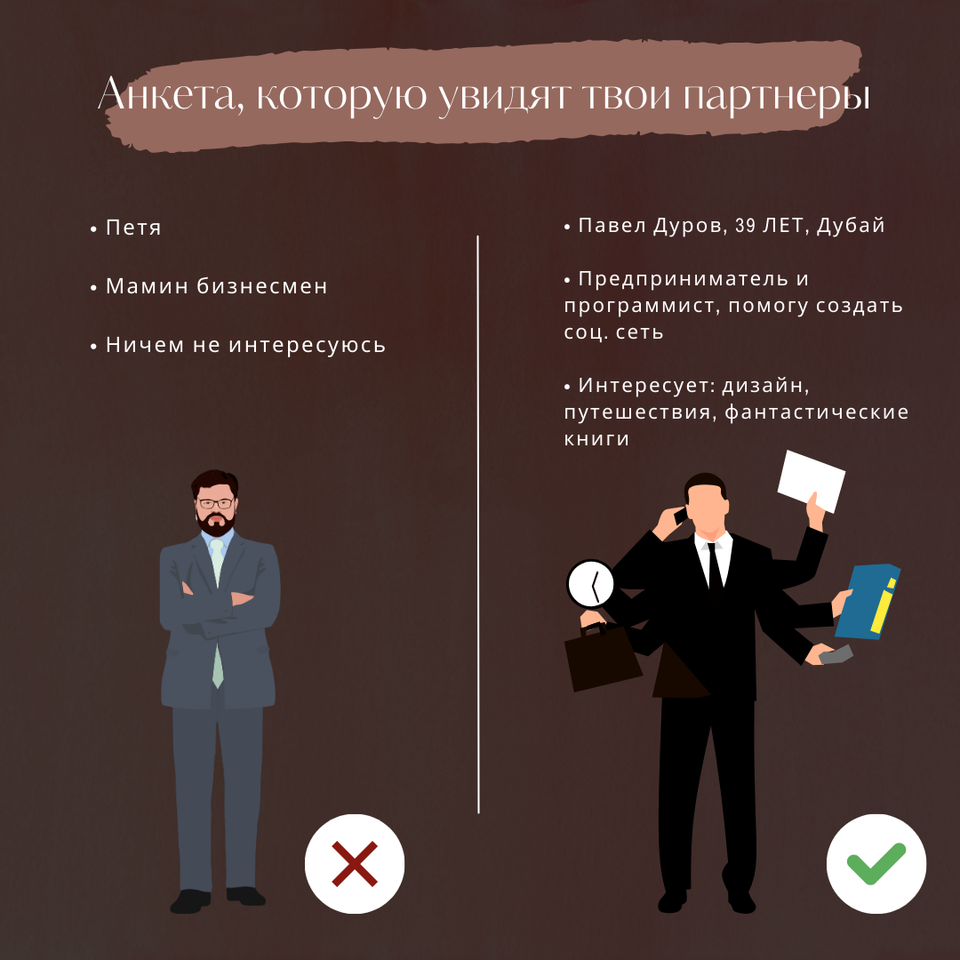 Анкета, которую увидят твои партнеры
• Петя
• Мамин бизнесмен
• Ничем не интересуюсь
• Павел Дуров, 39 ЛЕТ, Дубай
• Предприниматель и
программист, помогу создать
соц. сеть
• Интересует: дизайн,
путешествия, фантастические
книги